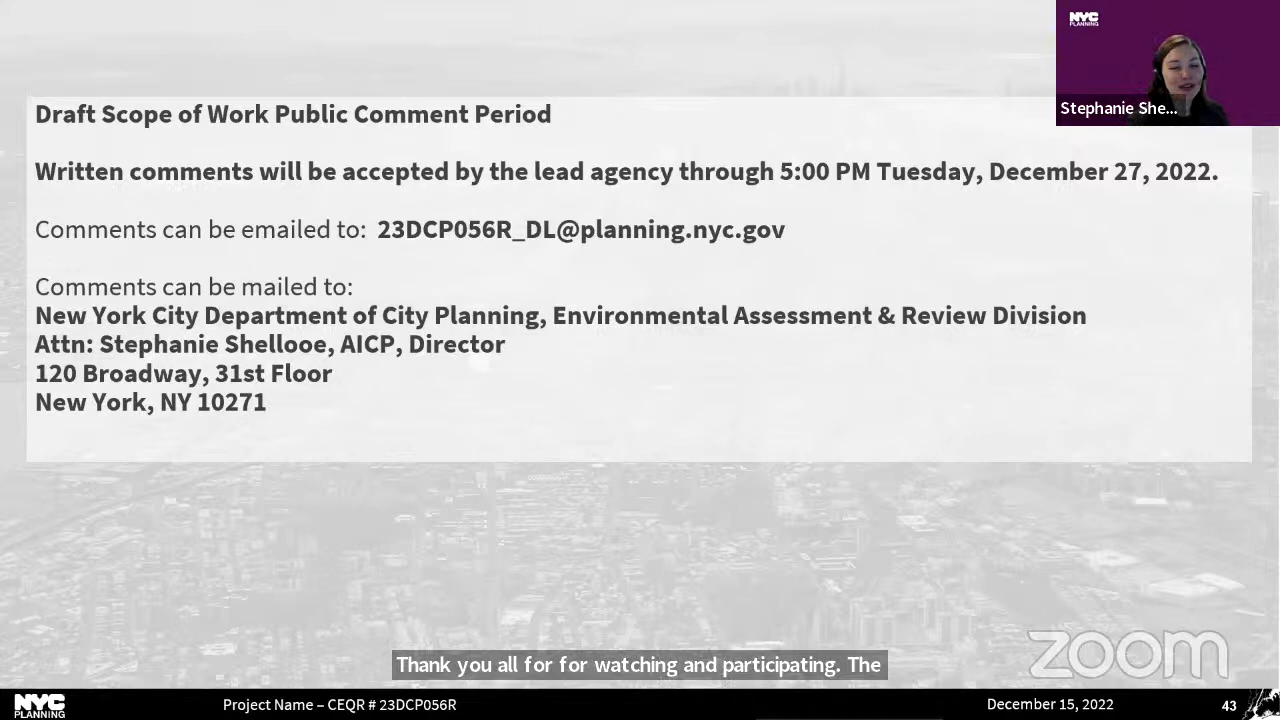 NYC
PLANNING
Stephanie She...
Draft Scope of Work Public Comment Period
Written comments will be accepted by the lead agency through 5:00 PM Tuesday, December 27, 2022.
Comments can be emailed to: 23DCP056R_DL@planning.nyc.gov
Comments can be mailed to:
New York City Department of City Planning, Environmental Assessment & Review Division
Attn: Stephanie Shellooe, AICP, Director
120 Broadway, 31st Floor
New York, NY 10271
zoom
Thank you all for for watching and participating. The
NYC
PLANNING
Project Name – CEQR # 23DCP056R
December 15, 2022
43